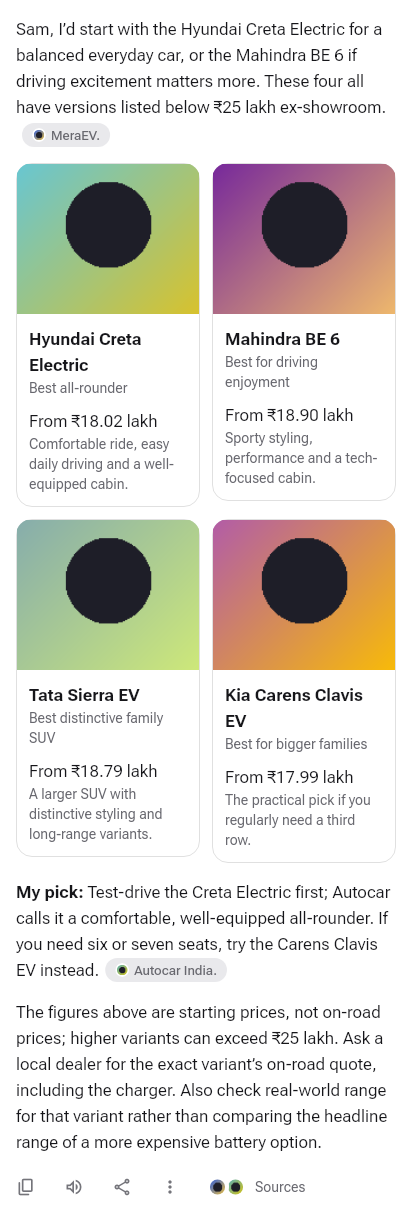 Sam, I’d start with the Hyundai Creta Electric for a
balanced everyday car, or the Mahindra BE 6 if
driving excitement matters more. These four all
have versions listed below ₹25 lakh ex-showroom.
MeraEV.
Hyundai Creta
Electric
Best all-rounder
From ₹18.02 lakh
Comfortable ride, easy
daily driving and a well-
equipped cabin.
Mahindra BE 6
Best for driving
enjoyment
From ₹18.90 lakh
Sporty styling,
performance and a tech-
focused cabin.
Tata Sierra EV
Best distinctive family
SUV
From ₹18.79 lakh
A larger SUV with
distinctive styling and
long-range variants.
Kia Carens Clavis
EV
Best for bigger families
From ₹17.99 lakh
The practical pick if you
regularly need a third
row.
My pick: Test-drive the Creta Electric first; Autocar
calls it a comfortable, well-equipped all-rounder. If
you need six or seven seats, try the Carens Clavis
EV instead. Autocar India.
The figures above are starting prices, not on-road
prices; higher variants can exceed ₹25 lakh. Ask a
local dealer for the exact variant’s on-road quote,
including the charger. Also check real-world range
for that variant rather than comparing the headline
range of a more expensive battery option.
Sources